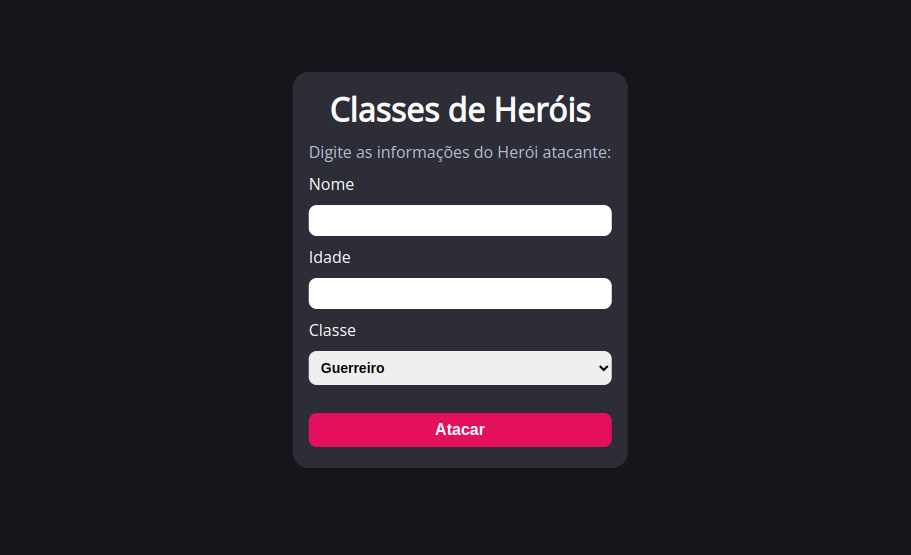 Classes de Heróis
Digite as informações do Herói atacante:
Nome
Idade
Classe
Guerreiro
Atacar